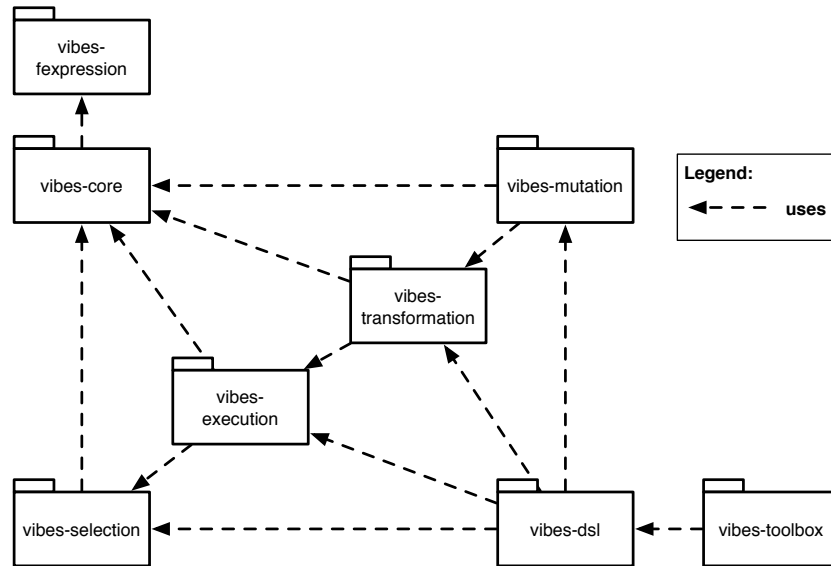 vibes-
fexpression
vibes-core
vibes-mutation
Legend:
uses
vibes-
transformation
vibes-
execution
vibes-selection
vibes-dsl
vibes-toolbox